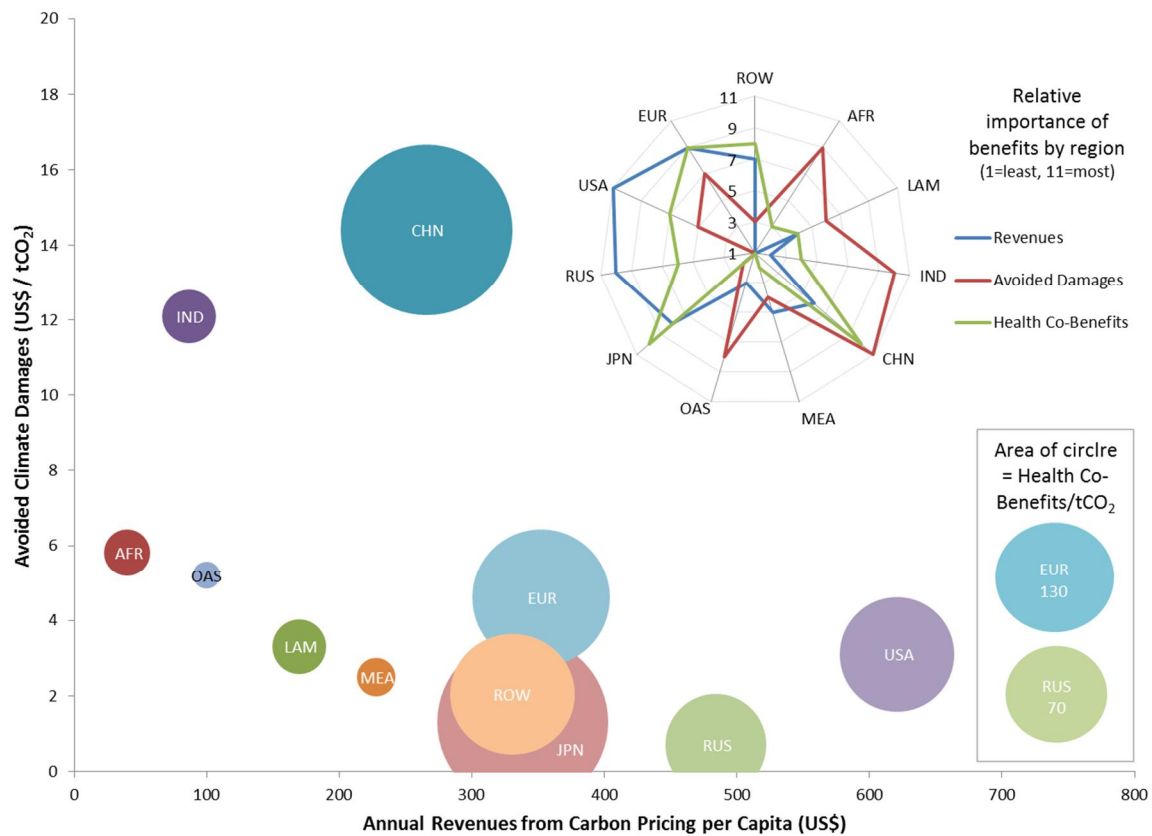 20
18
16
14
12
10
8
6
4
2
0
Avoided Climate Damages (US$ / tCO2)
0 100 200 300 400 500 600 700 800
Annual Revenues from Carbon Pricing per Capita (US$)
CHN
IND
AFR
OAS
LAM
MEA
EUR
ROW
JPN
RUS
USA
ROW
AFR
LAM
IND
CHN
MEA
OAS
JPN
RUS
USA
EUR
11
9
7
5
3
1
Relative
importance of
benefits by region
(1=least, 11=most)
Revenues
Avoided Damages
Health Co-Benefits
Area of circlre
= Health Co-
Benefits/tCO2
EUR
130
RUS
70